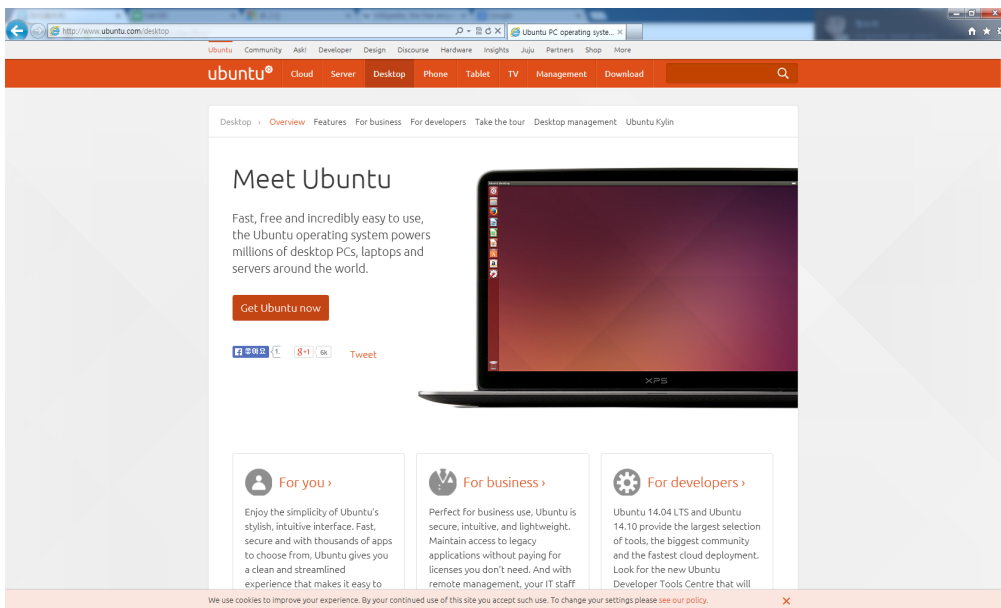 http://www.ubuntu.com/desktop
Ubuntu PC operating syste...
Ubuntu Community Ask! Developer Design Discourse Hardware Insights Juju Partners Shop More
ubuntu Cloud Server Desktop Phone Tablet TV Management Download
Desktop › Overview Features For business For developers Take the tour Desktop management Ubuntu Kylin
Meet Ubuntu
Fast, free and incredibly easy to use,
the Ubuntu operating system powers
millions of desktop PCs, laptops and
servers around the world.
Get Ubuntu now
좋아요 1. g+1 6k Tweet
XPS
For you ›
Enjoy the simplicity of Ubuntu's
stylish, intuitive interface. Fast,
secure and with thousands of apps
to choose from, Ubuntu gives you
a clean and streamlined
experience that makes it easy to
For business ›
Perfect for business use, Ubuntu is
secure, intuitive, and lightweight.
Maintain access to legacy
applications without paying for
licenses you don't need. And with
remote management, your IT staff
For developers ›
Ubuntu 14.04 LTS and Ubuntu
14.10 provide the largest selection
of tools, the biggest community
and the fastest cloud deployment.
Look for the new Ubuntu
Developer Tools Centre that will
We use cookies to improve your experience. By your continued use of this site you accept such use. To change your settings please see our policy.